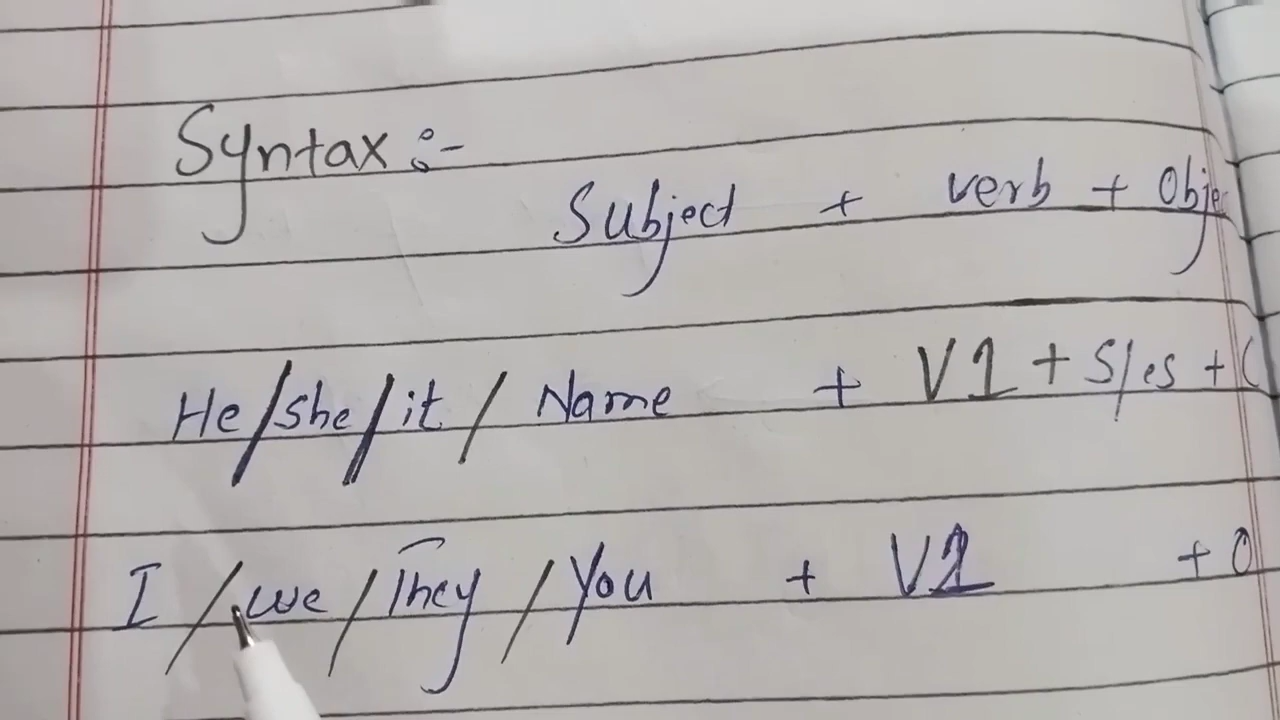 Syntax :-
Subject + verb + Obje
He/she/it/Name + V1 + S/es + (
I/we/They/You + V1 + O